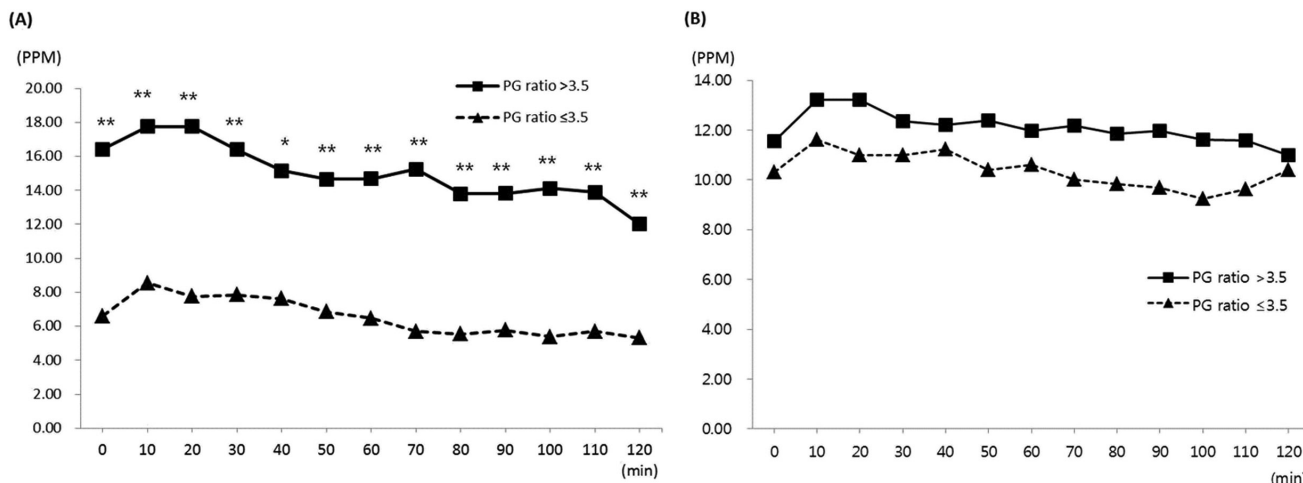 (A)
(PPM)
20.00
18.00
16.00
14.00
12.00
10.00
8.00
6.00
4.00
2.00
0.00
** ** ** ** * ** ** ** ** ** ** ** **
PG ratio >3.5
PG ratio ≤3.5
0 10 20 30 40 50 60 70 80 90 100 110 120
(min)
(B)
(PPM)
14.00
12.00
10.00
8.00
6.00
4.00
2.00
0.00
PG ratio >3.5
PG ratio ≤3.5
0 10 20 30 40 50 60 70 80 90 100 110 120
(min)